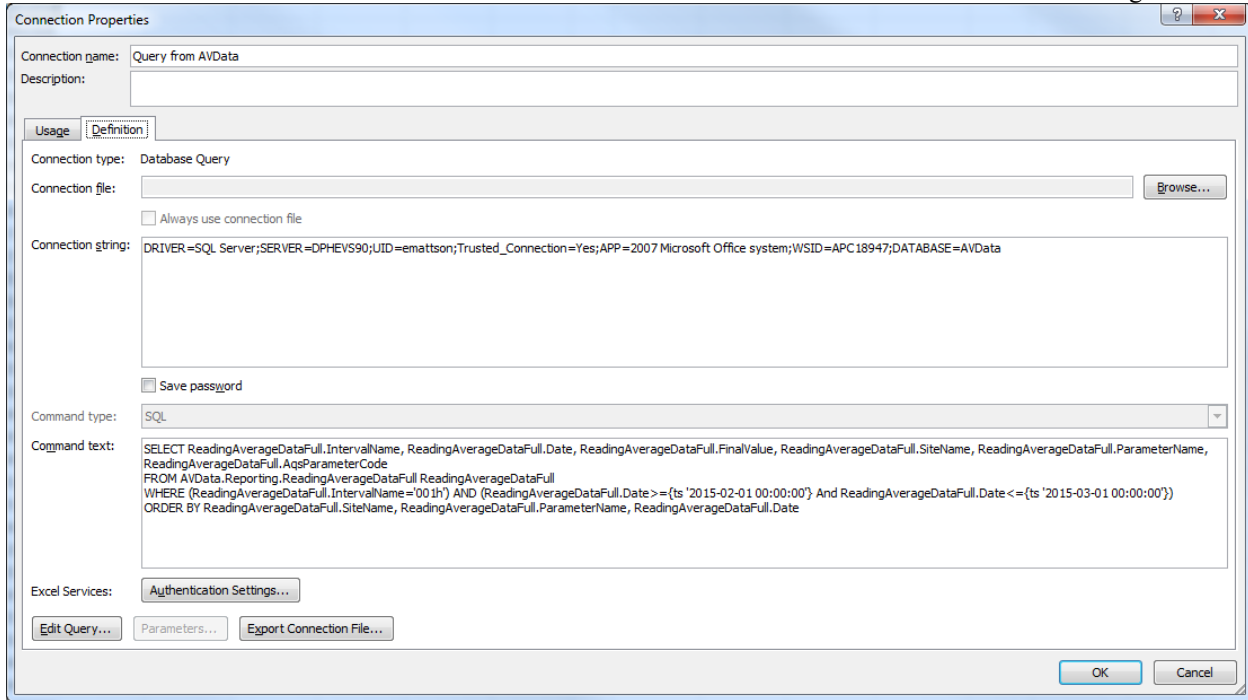 Connection Properties
Connection name: Query from AVData
Description:
Usage Definition
Connection type: Database Query
Connection file: Browse...
Always use connection file
Connection string: DRIVER=SQL Server;SERVER=DPHEVS90;UID=emattson;Trusted_Connection=Yes;APP=2007 Microsoft Office system;WSID=APC18947;DATABASE=AVData
Save password
Command type: SQL
Command text: SELECT ReadingAverageDataFull.IntervalName, ReadingAverageDataFull.Date, ReadingAverageDataFull.FinalValue, ReadingAverageDataFull.SiteName, ReadingAverageDataFull.ParameterName,
ReadingAverageDataFull.AqsParameterCode
FROM AVData.Reporting.ReadingAverageDataFull ReadingAverageDataFull
WHERE (ReadingAverageDataFull.IntervalName='001h') AND (ReadingAverageDataFull.Date>={ts '2015-02-01 00:00:00'} And ReadingAverageDataFull.Date<={ts '2015-03-01 00:00:00'})
ORDER BY ReadingAverageDataFull.SiteName, ReadingAverageDataFull.ParameterName, ReadingAverageDataFull.Date
Excel Services: Authentication Settings...
Edit Query... Parameters... Export Connection File...
OK Cancel